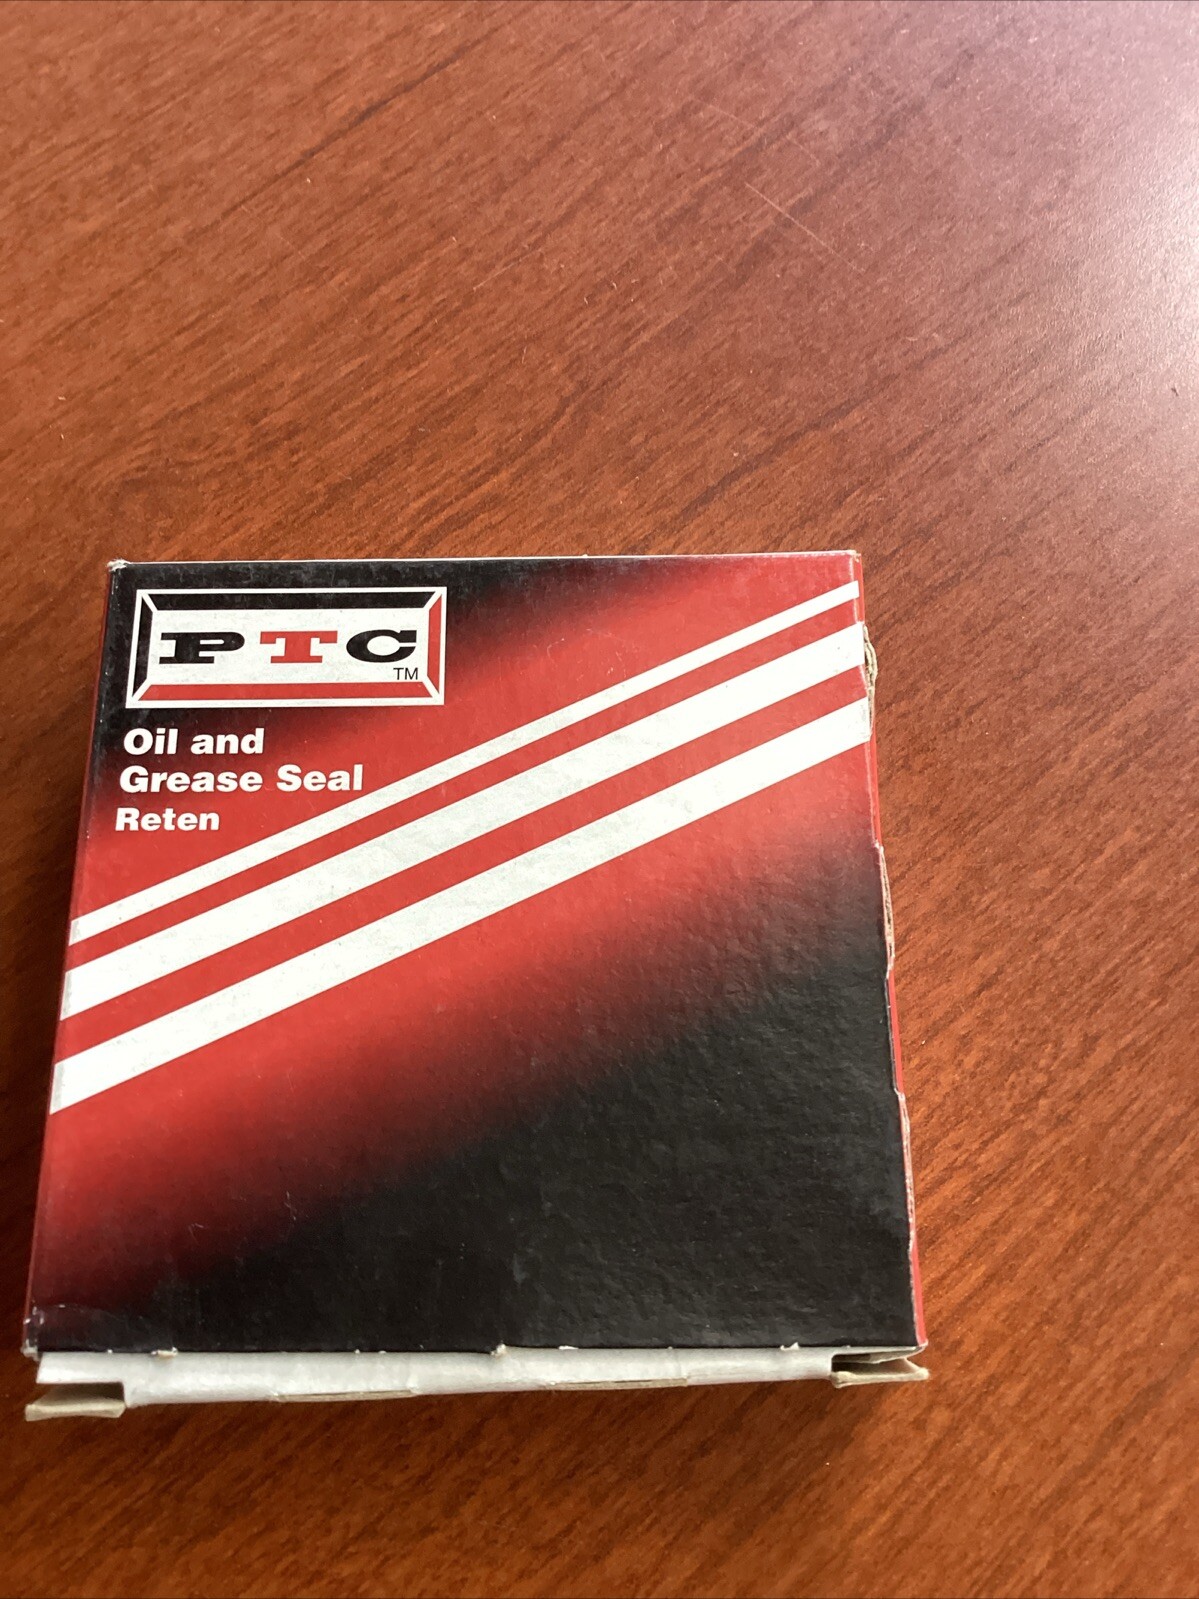 PTC
TM
Oil and
Grease Seal
Reten